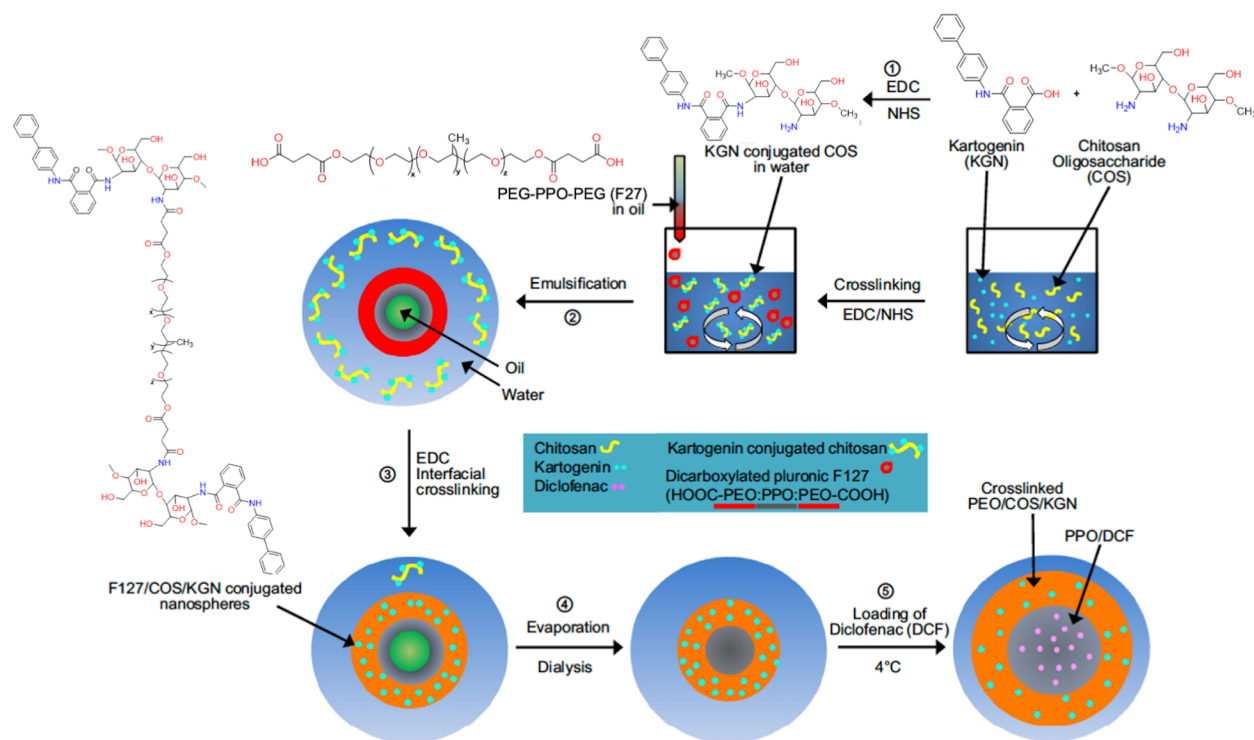 ①
EDC
NHS
+
Kartogenin
(KGN)
Chitosan
Oligosaccharide
(COS)
KGN conjugated COS
in water
PEG-PPO-PEG (F27)
in oil
Crosslinking
EDC/NHS
Emulsification
②
Oil
Water
③
EDC
Interfacial
crosslinking
Chitosan
Kartogenin
Diclofenac
Kartogenin conjugated chitosan
Dicarboxylated pluronic F127
(HOOC-PEO:PPO:PEO-COOH)
F127/COS/KGN conjugated
nanospheres
④
Evaporation
Dialysis
⑤
Loading of
Diclofenac (DCF)
4°C
Crosslinked
PEO/COS/KGN
PPO/DCF